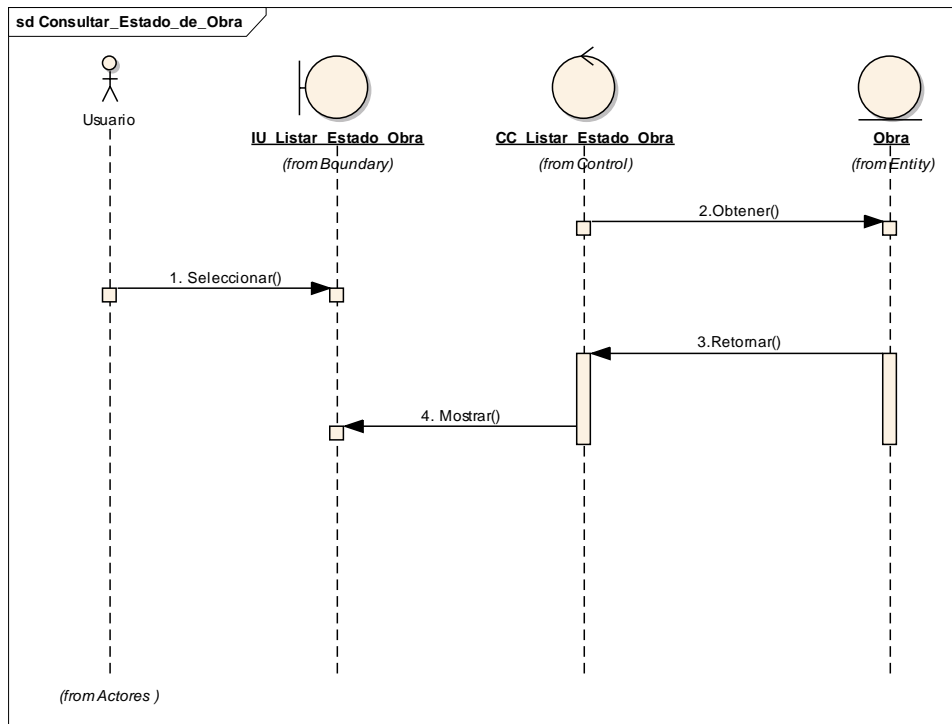 sd Consultar_Estado_de_Obra
Usuario
IU_Listar_Estado_Obra
(from Boundary)
CC_Listar_Estado_Obra
(from Control)
Obra
(from Entity)
2.Obtener()
1. Seleccionar()
3.Retornar()
4. Mostrar()
(from Actores )